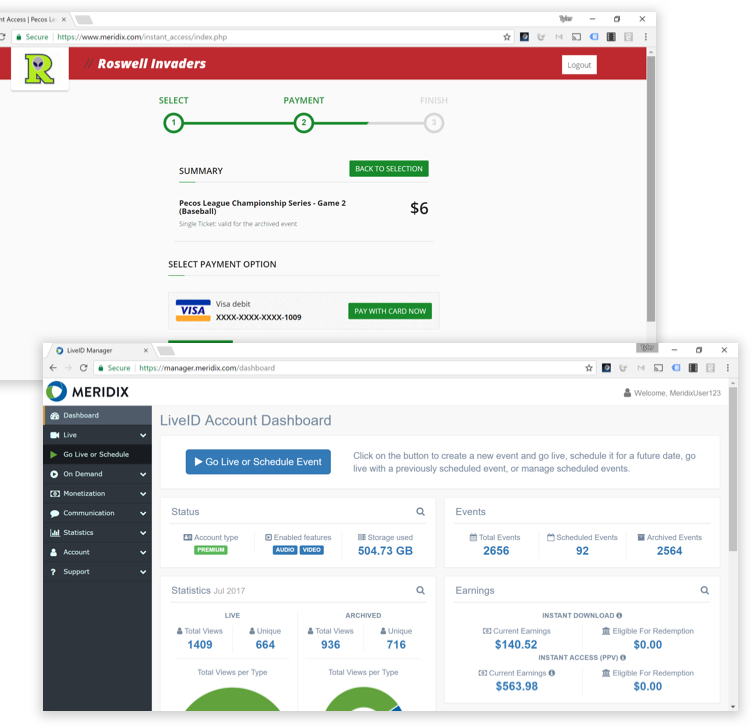 nt Access | Pecos Le
Tyler
Secure | https://www.meridix.com/instant_access/index.php
R
// Roswell Invaders
Logout
SELECT PAYMENT FINISH
1 2 3
SUMMARY
BACK TO SELECTION
Pecos League Championship Series - Game 2
(Baseball)
$6
Single Ticket: valid for the archived event
SELECT PAYMENT OPTION
VISA
Visa debit
XXXX-XXXX-XXXX-1009
PAY WITH CARD NOW
LiveID Manager
Tyler
Secure | https://manager.meridix.com/dashboard
MERIDIX
Welcome, MeridixUser123
Dashboard
Live
Go Live or Schedule
On Demand
Monetization
Communication
Statistics
Account
Support
LiveID Account Dashboard
Go Live or Schedule Event
Click on the button to create a new event and go live, schedule it for a future date, go
live with a previously scheduled event, or manage scheduled events.
Status
Account type Enabled features Storage used
PREMIUM AUDIO VIDEO 504.73 GB
Events
Total Events Scheduled Events Archived Events
2656 92 2564
Statistics Jul 2017
LIVE ARCHIVED
Total Views Unique Total Views Unique
1409 664 936 716
Total Views per Type Total Views per Type
Earnings
INSTANT DOWNLOAD
Current Earnings Eligible For Redemption
$140.52 $0.00
INSTANT ACCESS (PPV)
Current Earnings Eligible For Redemption
$563.98 $0.00